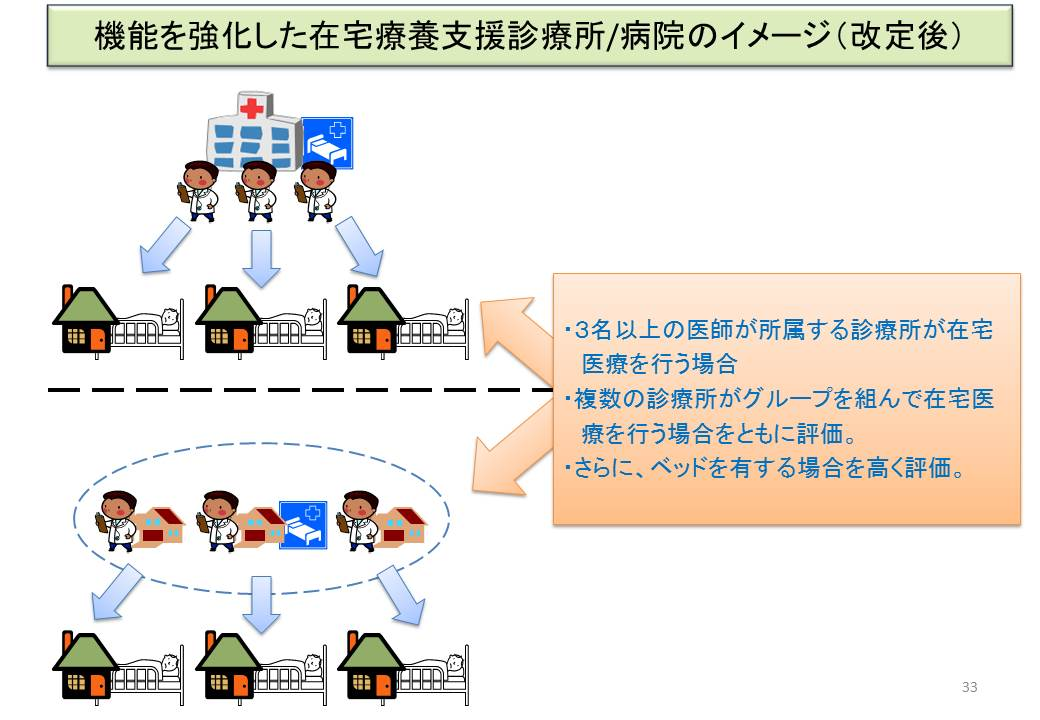 機能を強化した在宅療養支援診療所/病院のイメージ（改定後）
・３名以上の医師が所属する診療所が在宅
医療を行う場合
・複数の診療所がグループを組んで在宅医
療を行う場合をともに評価。
・さらに、ベッドを有する場合を高く評価。
33